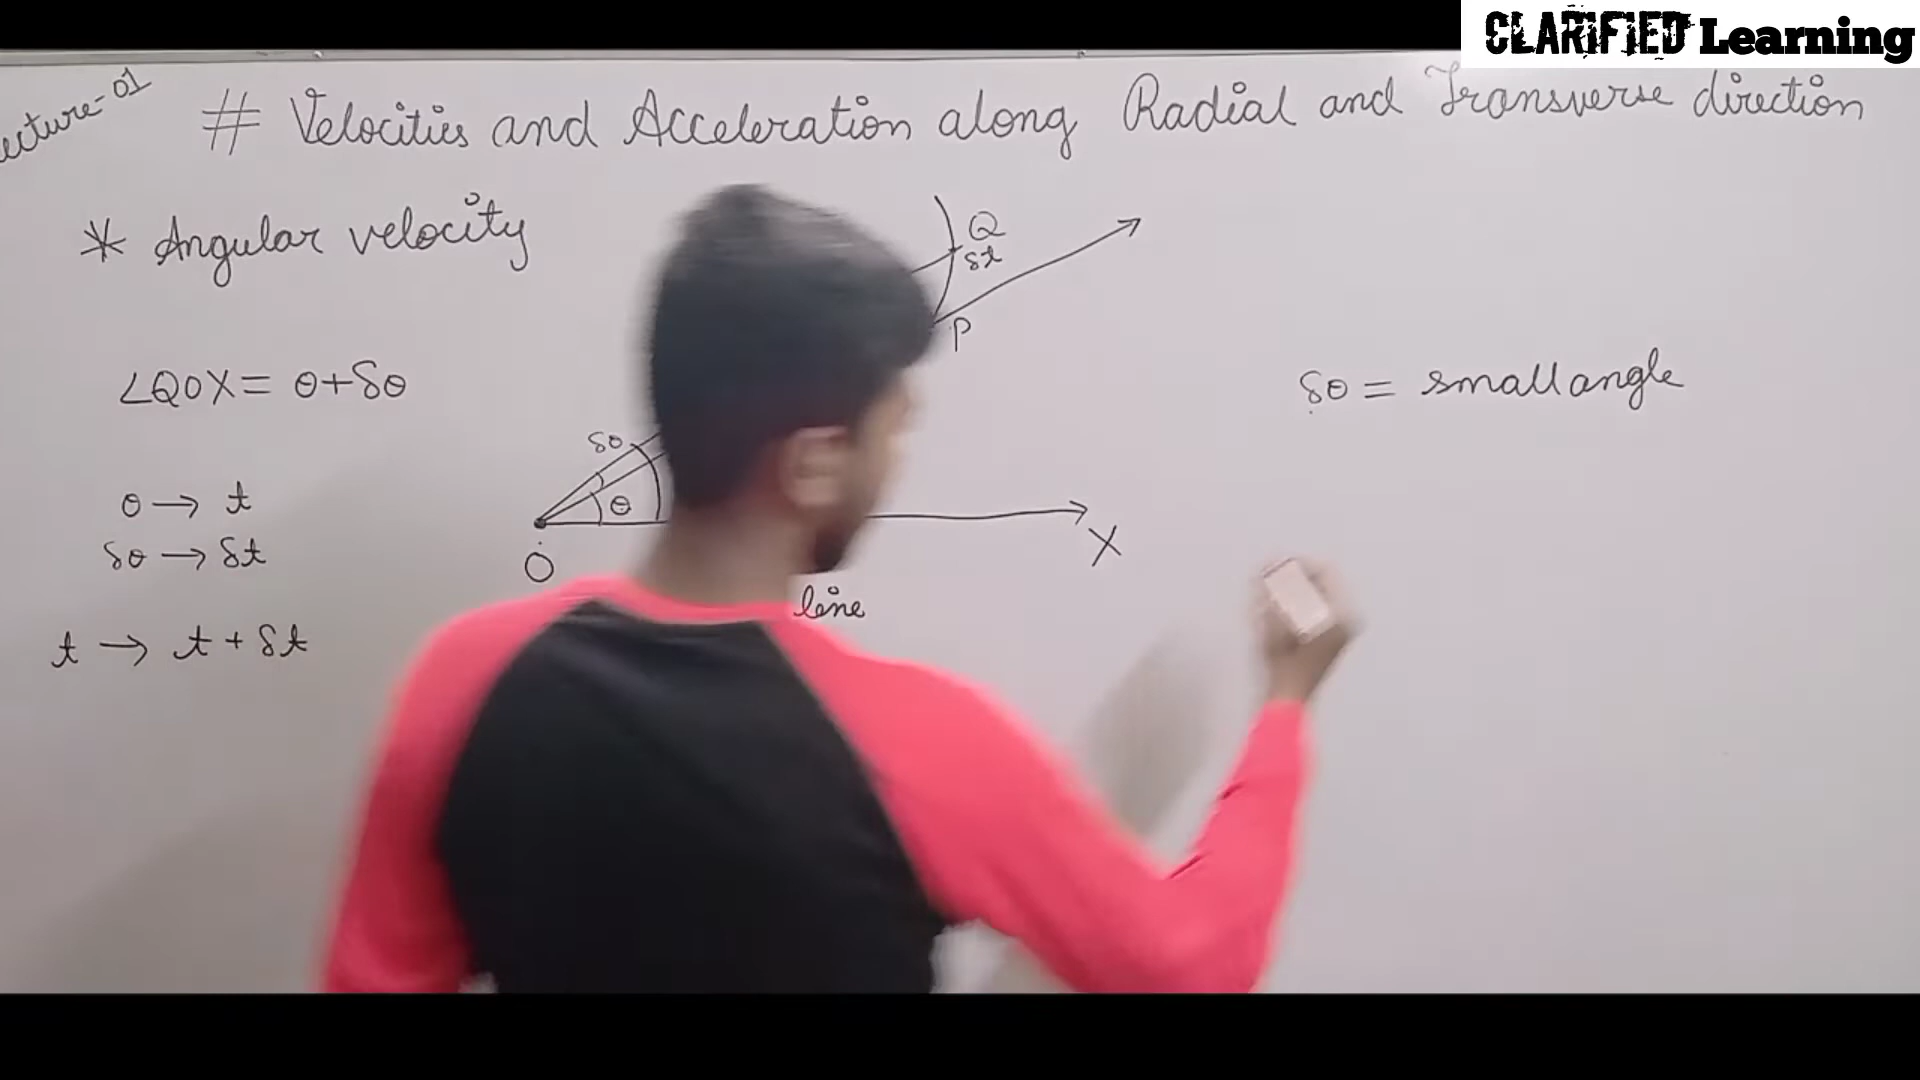 CLARIFIED Learning
ecture-01
# Velocities and Acceleration along Radial and Transverse direction
* Angular velocity
Q
δt
P
∠QOX = θ+δθ
δθ = small angle
δθ
θ
θ → t
δθ → δt
O
X
line
t → t + δt